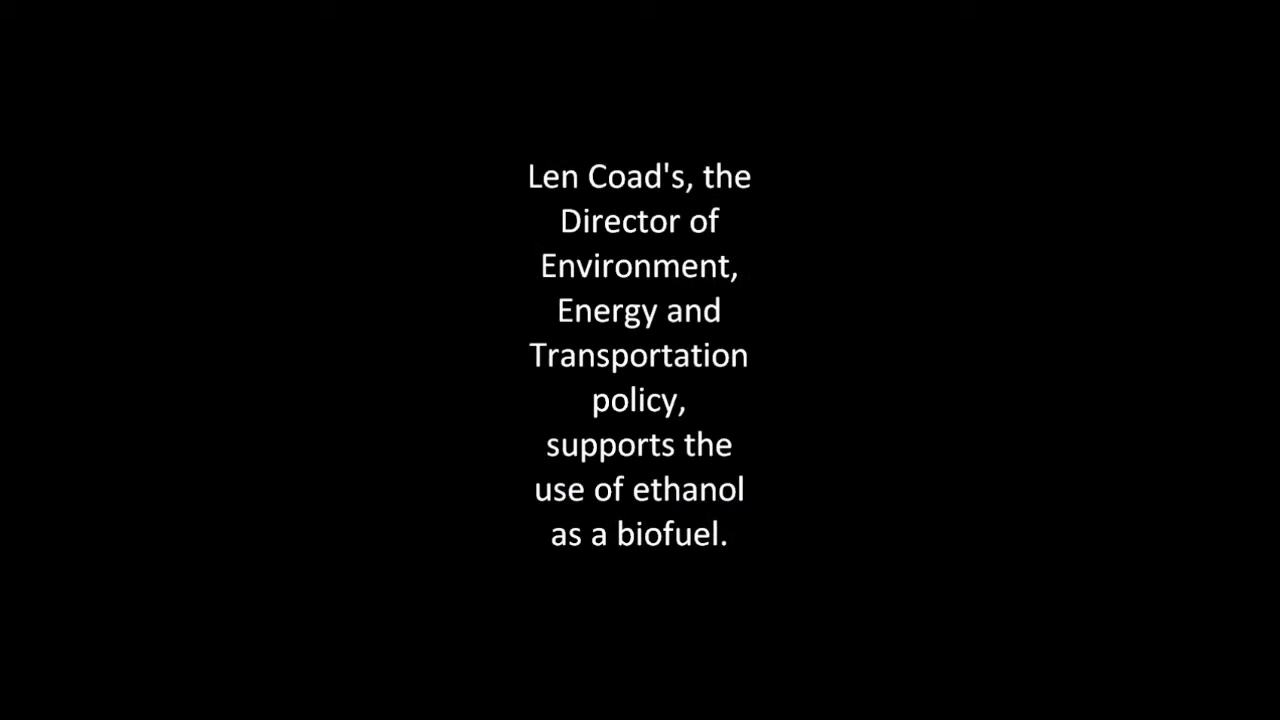 Len Coad's, the
Director of
Environment,
Energy and
Transportation
policy,
supports the
use of ethanol
as a biofuel.